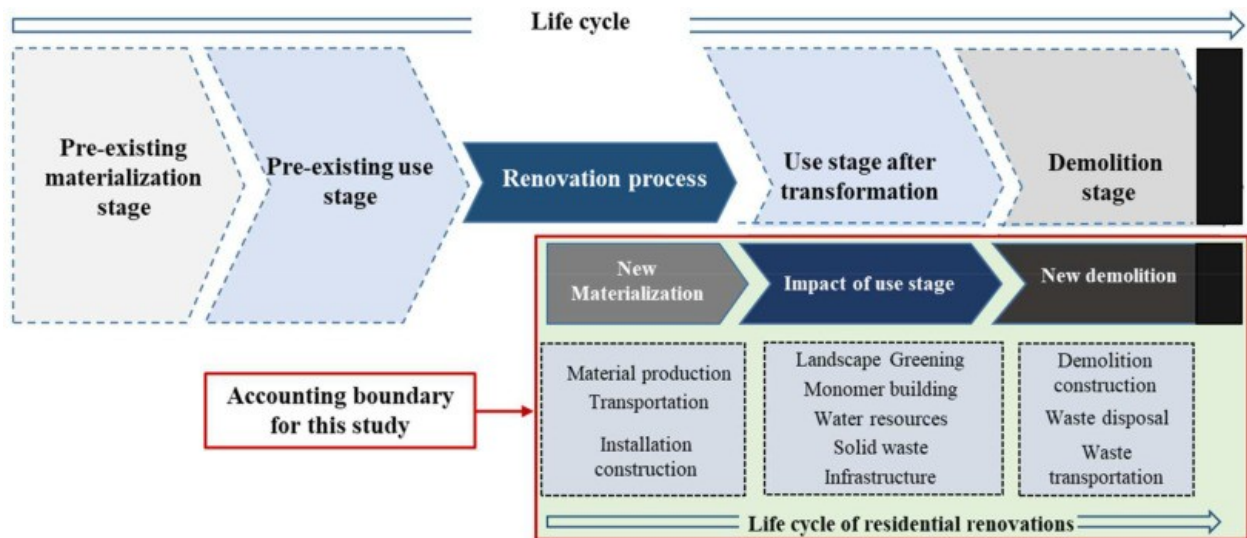 Life cycle
Pre-existing
materialization
stage
Pre-existing use
stage
Renovation process
Use stage after
transformation
Demolition
stage
New
Materialization
Impact of use stage
New demolition
Accounting boundary
for this study
Material production
Transportation
Installation
construction
Landscape Greening
Monomer building
Water resources
Solid waste
Infrastructure
Demolition
construction
Waste disposal
Waste
transportation
Life cycle of residential renovations